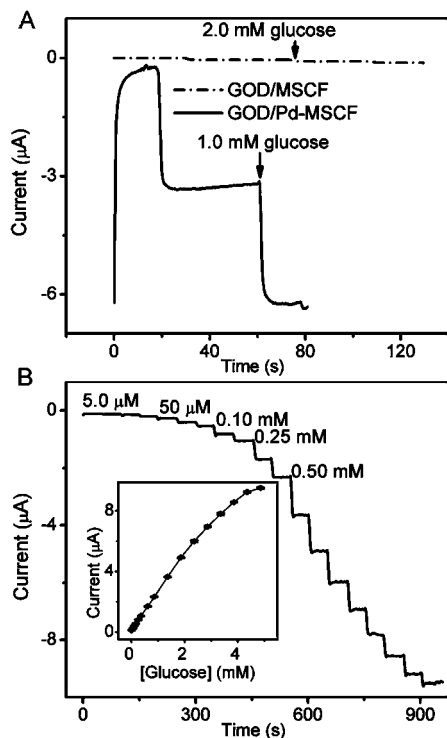 A
2.0 mM glucose
0
GOD/MSCF
GOD/Pd-MSCF
1.0 mM glucose
-3
-6
Current (µA)
0 40 80 120
Time (s)
B
0
5.0 µM
50 µM
0.10 mM
0.25 mM
0.50 mM
-4
-8
Current (µA)
8
4
0
Current (µA)
0 2 4
[Glucose] (mM)
0 300 600 900
Time (s)